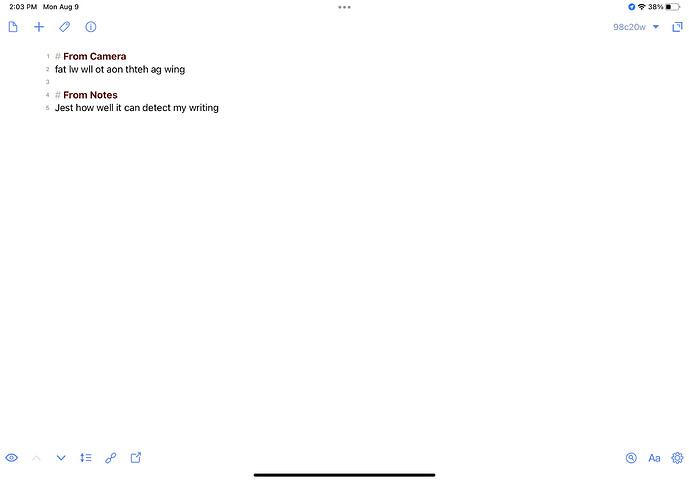 2:03 PM Mon Aug 9
38%
98c20w
1 # From Camera
2 fat lw wll ot aon thteh ag wing
3
4 # From Notes
5 Jest how well it can detect my writing
Aa